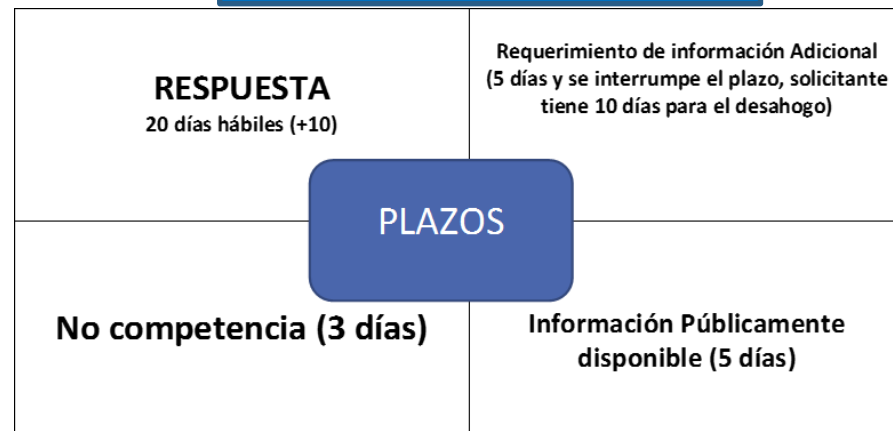 RESPUESTA
20 días hábiles (+10)
Requerimiento de información Adicional
(5 días y se interrumpe el plazo, solicitante
tiene 10 días para el desahogo)
PLAZOS
No competencia (3 días)
Información Públicamente
disponible (5 días)